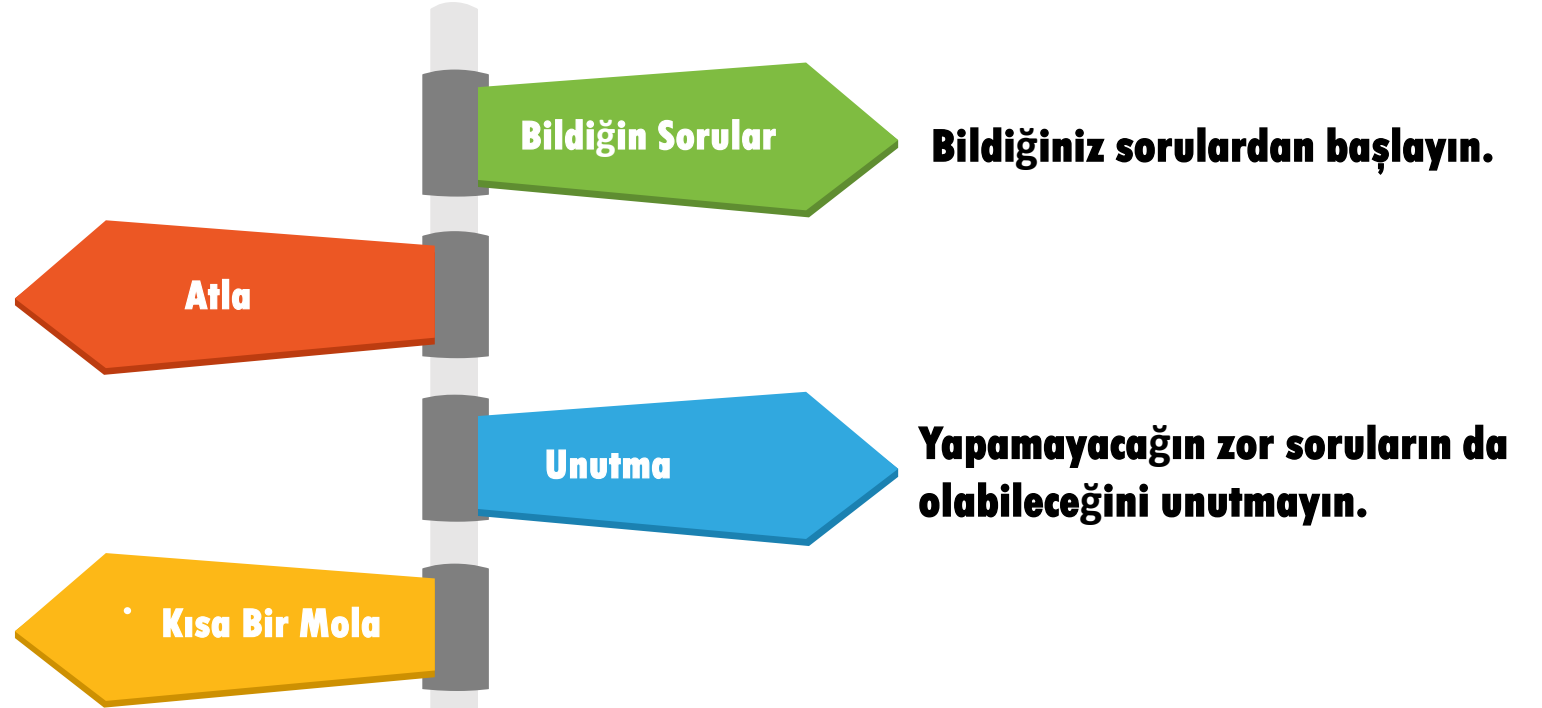 Bildiğin Sorular
Bildiğiniz sorulardan başlayın.
Atla
Unutma
Yapamayacağın zor soruların da
olabileceğini unutmayın.
Kısa Bir Mola